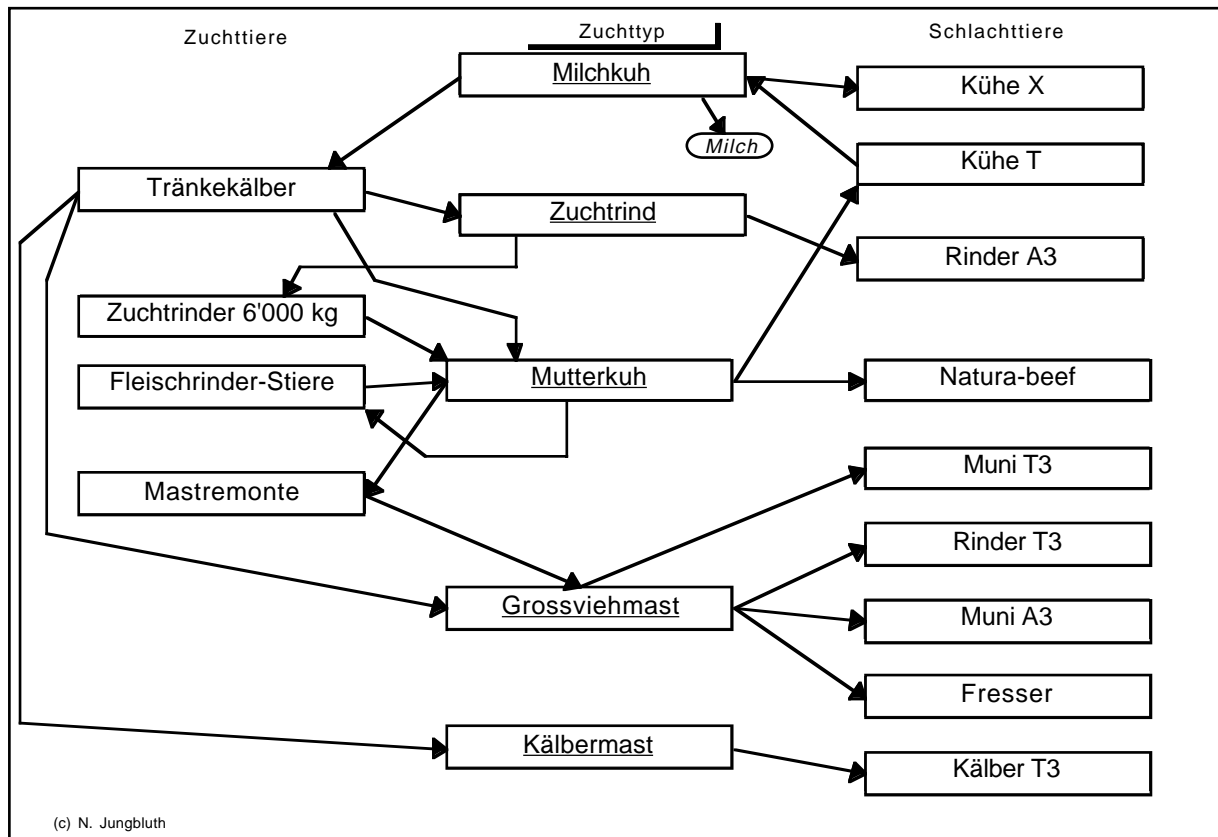 Zuchttiere
Zuchttyp
Schlachttiere
Milchkuh
Kühe X
Milch
Kühe T
Tränkekälber
Zuchtrind
Rinder A3
Zuchtrinder 6'000 kg
Fleischrinder-Stiere
Mutterkuh
Natura-beef
Muni T3
Mastremonte
Rinder T3
Grossviehmast
Muni A3
Fresser
Kälbermast
Kälber T3
(c) N. Jungbluth